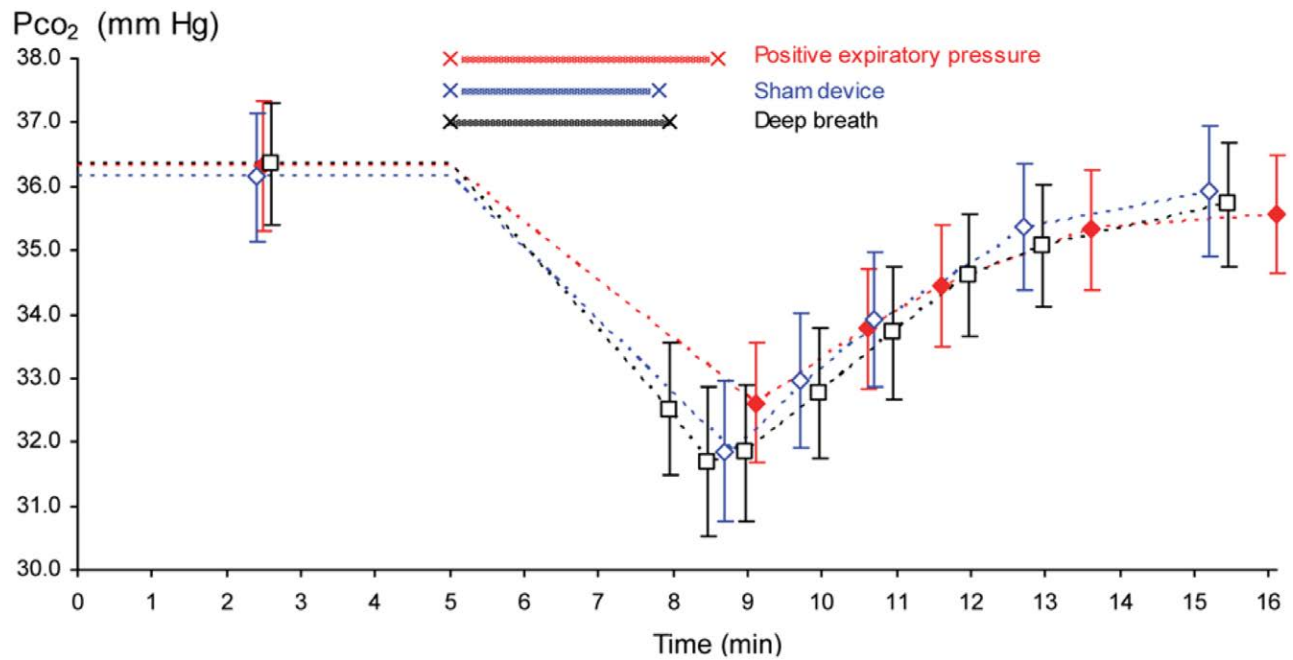 Pco₂ (mm Hg)
38.0
Positive expiratory pressure
Sham device
37.0
Deep breath
36.0
35.0
34.0
33.0
32.0
31.0
30.0
0 1 2 3 4 5 6 7 8 9 10 11 12 13 14 15 16
Time (min)